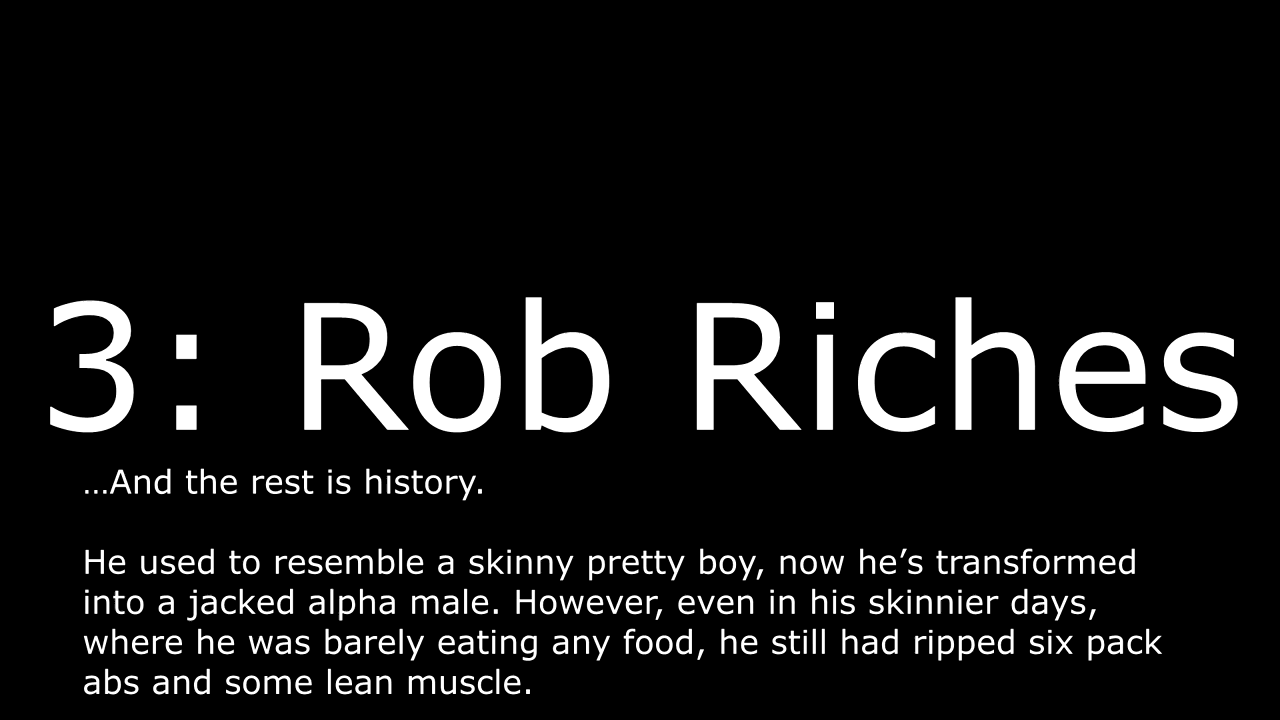 3: Rob Riches
…And the rest is history.
He used to resemble a skinny pretty boy, now he’s transformed
into a jacked alpha male. However, even in his skinnier days,
where he was barely eating any food, he still had ripped six pack
abs and some lean muscle.